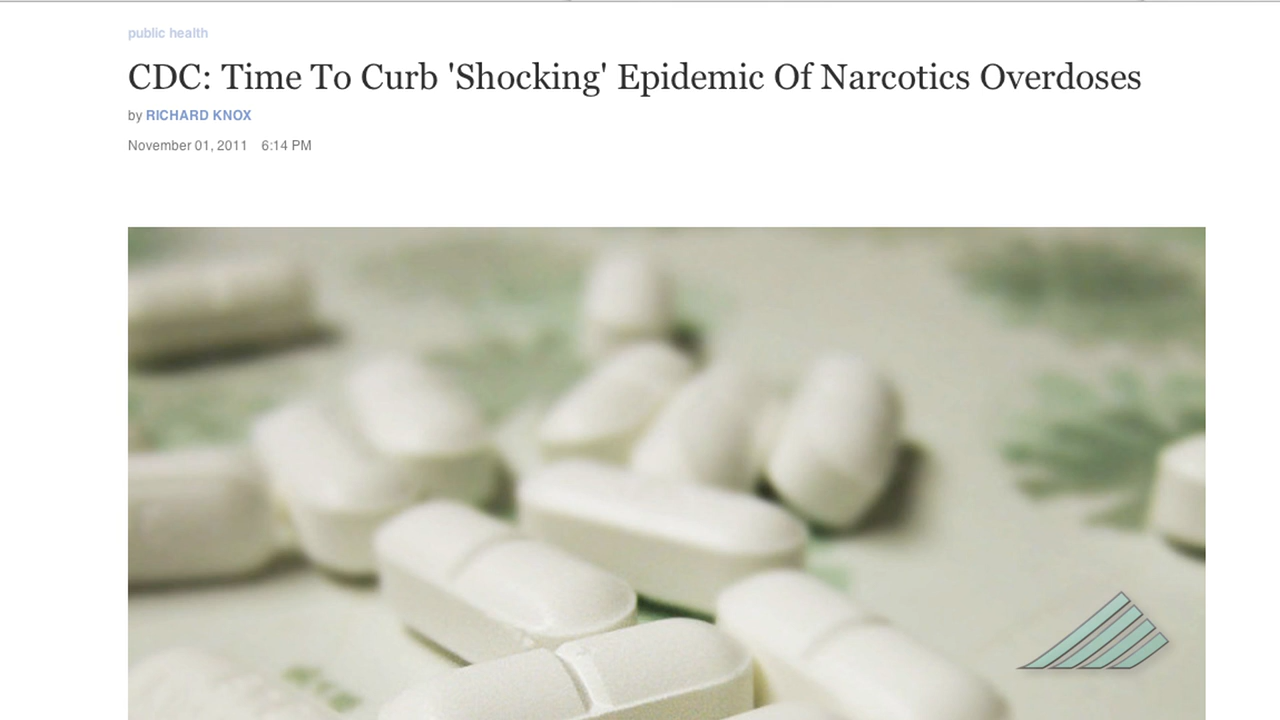 public health
CDC: Time To Curb 'Shocking' Epidemic Of Narcotics Overdoses
by RICHARD KNOX
November 01, 2011 6:14 PM